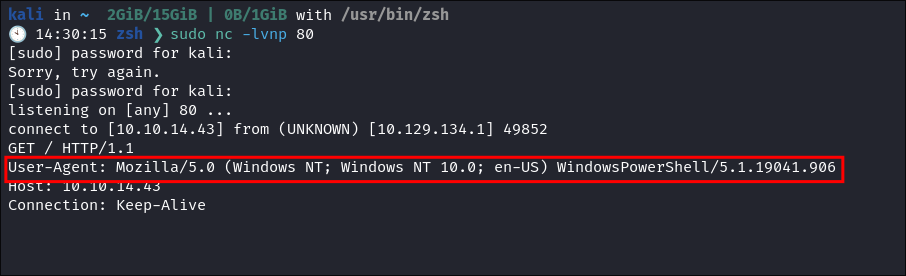 kali in ~ 2GiB/15GiB | 0B/1GiB with /usr/bin/zsh
🕙 14:30:15 zsh ❯ sudo nc -lvnp 80
[sudo] password for kali:
Sorry, try again.
[sudo] password for kali:
listening on [any] 80 ...
connect to [10.10.14.43] from (UNKNOWN) [10.129.134.1] 49852
GET / HTTP/1.1
User-Agent: Mozilla/5.0 (Windows NT; Windows NT 10.0; en-US) WindowsPowerShell/5.1.19041.906
Host: 10.10.14.43
Connection: Keep-Alive